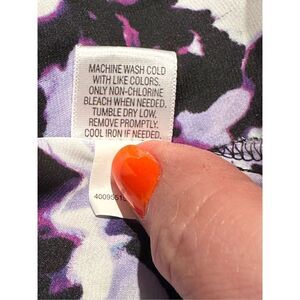 MACHINE WASH COLD
WITH LIKE COLORS.
ONLY NON-CHLORINE
BLEACH WHEN NEEDED.
TUMBLE DRY LOW.
REMOVE PROMPTLY.
COOL IRON IF NEEDED.